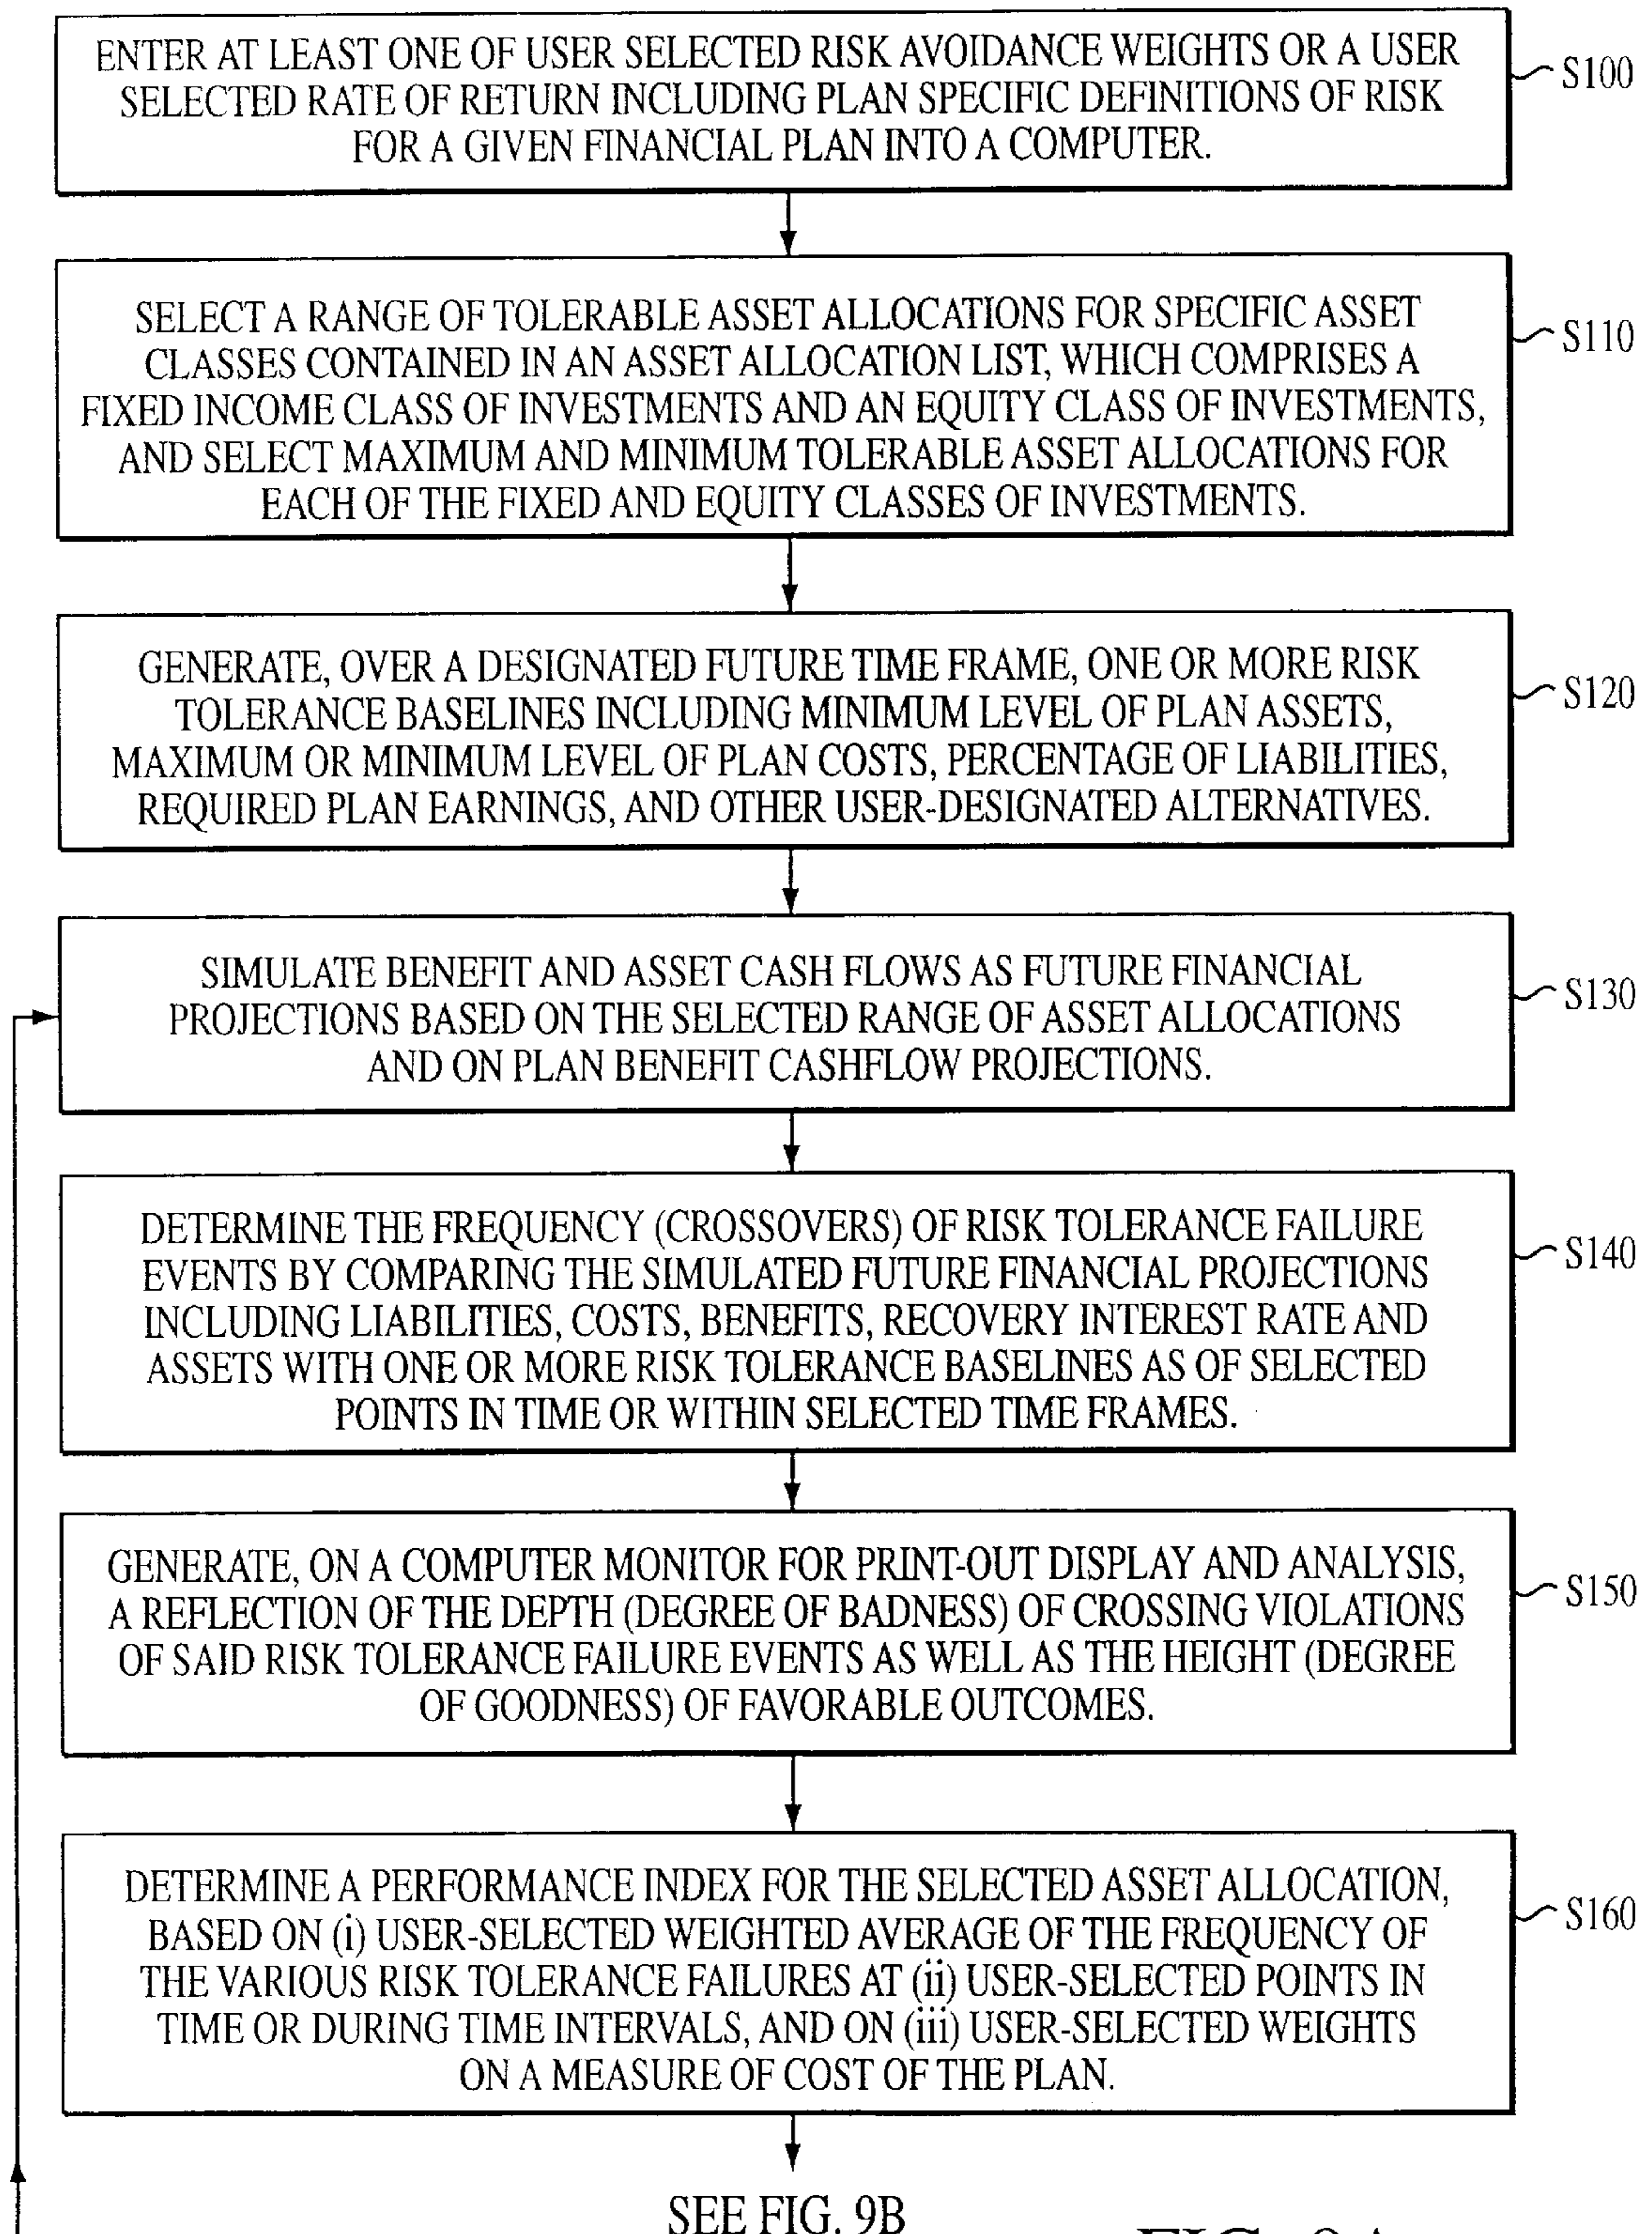 ENTER AT LEAST ONE OF USER SELECTED RISK AVOIDANCE WEIGHTS OR A USER
SELECTED RATE OF RETURN INCLUDING PLAN SPECIFIC DEFINITIONS OF RISK
FOR A GIVEN FINANCIAL PLAN INTO A COMPUTER.
S100
SELECT A RANGE OF TOLERABLE ASSET ALLOCATIONS FOR SPECIFIC ASSET
CLASSES CONTAINED IN AN ASSET ALLOCATION LIST, WHICH COMPRISES A
FIXED INCOME CLASS OF INVESTMENTS AND AN EQUITY CLASS OF INVESTMENTS,
AND SELECT MAXIMUM AND MINIMUM TOLERABLE ASSET ALLOCATIONS FOR
EACH OF THE FIXED AND EQUITY CLASSES OF INVESTMENTS.
S110
GENERATE, OVER A DESIGNATED FUTURE TIME FRAME, ONE OR MORE RISK
TOLERANCE BASELINES INCLUDING MINIMUM LEVEL OF PLAN ASSETS,
MAXIMUM OR MINIMUM LEVEL OF PLAN COSTS, PERCENTAGE OF LIABILITIES,
REQUIRED PLAN EARNINGS, AND OTHER USER-DESIGNATED ALTERNATIVES.
S120
SIMULATE BENEFIT AND ASSET CASH FLOWS AS FUTURE FINANCIAL
PROJECTIONS BASED ON THE SELECTED RANGE OF ASSET ALLOCATIONS
AND ON PLAN BENEFIT CASHFLOW PROJECTIONS.
S130
DETERMINE THE FREQUENCY (CROSSOVERS) OF RISK TOLERANCE FAILURE
EVENTS BY COMPARING THE SIMULATED FUTURE FINANCIAL PROJECTIONS
INCLUDING LIABILITIES, COSTS, BENEFITS, RECOVERY INTEREST RATE AND
ASSETS WITH ONE OR MORE RISK TOLERANCE BASELINES AS OF SELECTED
POINTS IN TIME OR WITHIN SELECTED TIME FRAMES.
S140
GENERATE, ON A COMPUTER MONITOR FOR PRINT-OUT DISPLAY AND ANALYSIS,
A REFLECTION OF THE DEPTH (DEGREE OF BADNESS) OF CROSSING VIOLATIONS
OF SAID RISK TOLERANCE FAILURE EVENTS AS WELL AS THE HEIGHT (DEGREE
OF GOODNESS) OF FAVORABLE OUTCOMES.
S150
DETERMINE A PERFORMANCE INDEX FOR THE SELECTED ASSET ALLOCATION,
BASED ON (i) USER-SELECTED WEIGHTED AVERAGE OF THE FREQUENCY OF
THE VARIOUS RISK TOLERANCE FAILURES AT (ii) USER-SELECTED POINTS IN
TIME OR DURING TIME INTERVALS, AND ON (iii) USER-SELECTED WEIGHTS
ON A MEASURE OF COST OF THE PLAN.
S160
SEE FIG. 9B